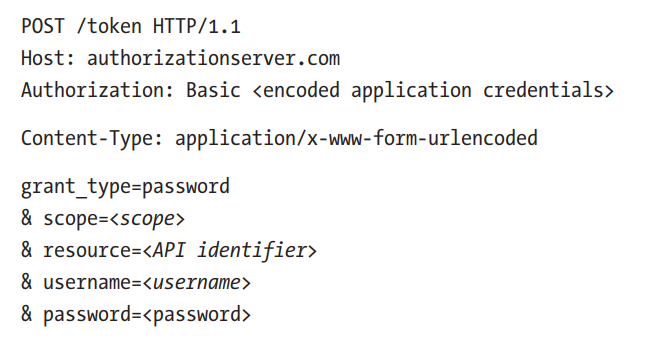 POST /token HTTP/1.1
Host: authorizationserver.com
Authorization: Basic <encoded application credentials>
Content-Type: application/x-www-form-urlencoded
grant_type=password
& scope=<scope>
& resource=<API identifier>
& username=<username>
& password=<password>